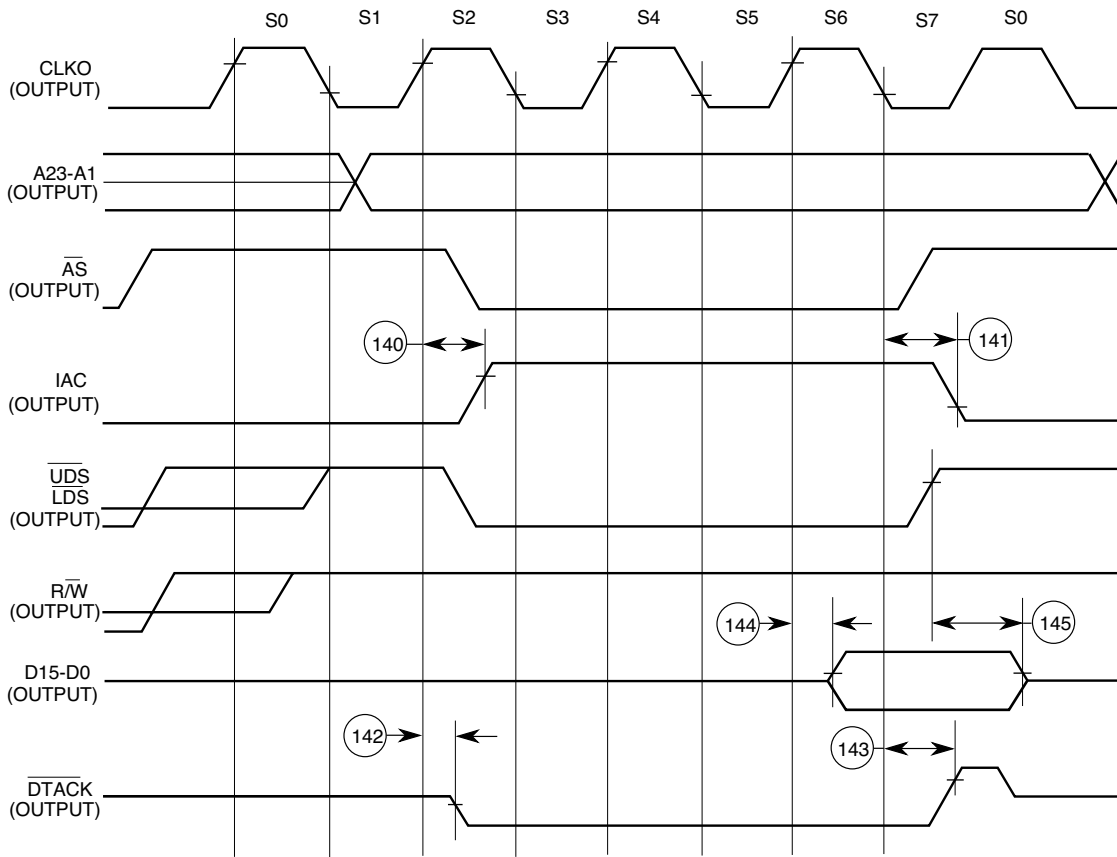 S0 S1 S2 S3 S4 S5 S6 S7 S0
CLKO
(OUTPUT)
A23-A1
(OUTPUT)
AS
(OUTPUT)
140
141
IAC
(OUTPUT)
UDS
LDS
(OUTPUT)
R/W
(OUTPUT)
144
145
D15-D0
(OUTPUT)
142
143
DTACK
(OUTPUT)